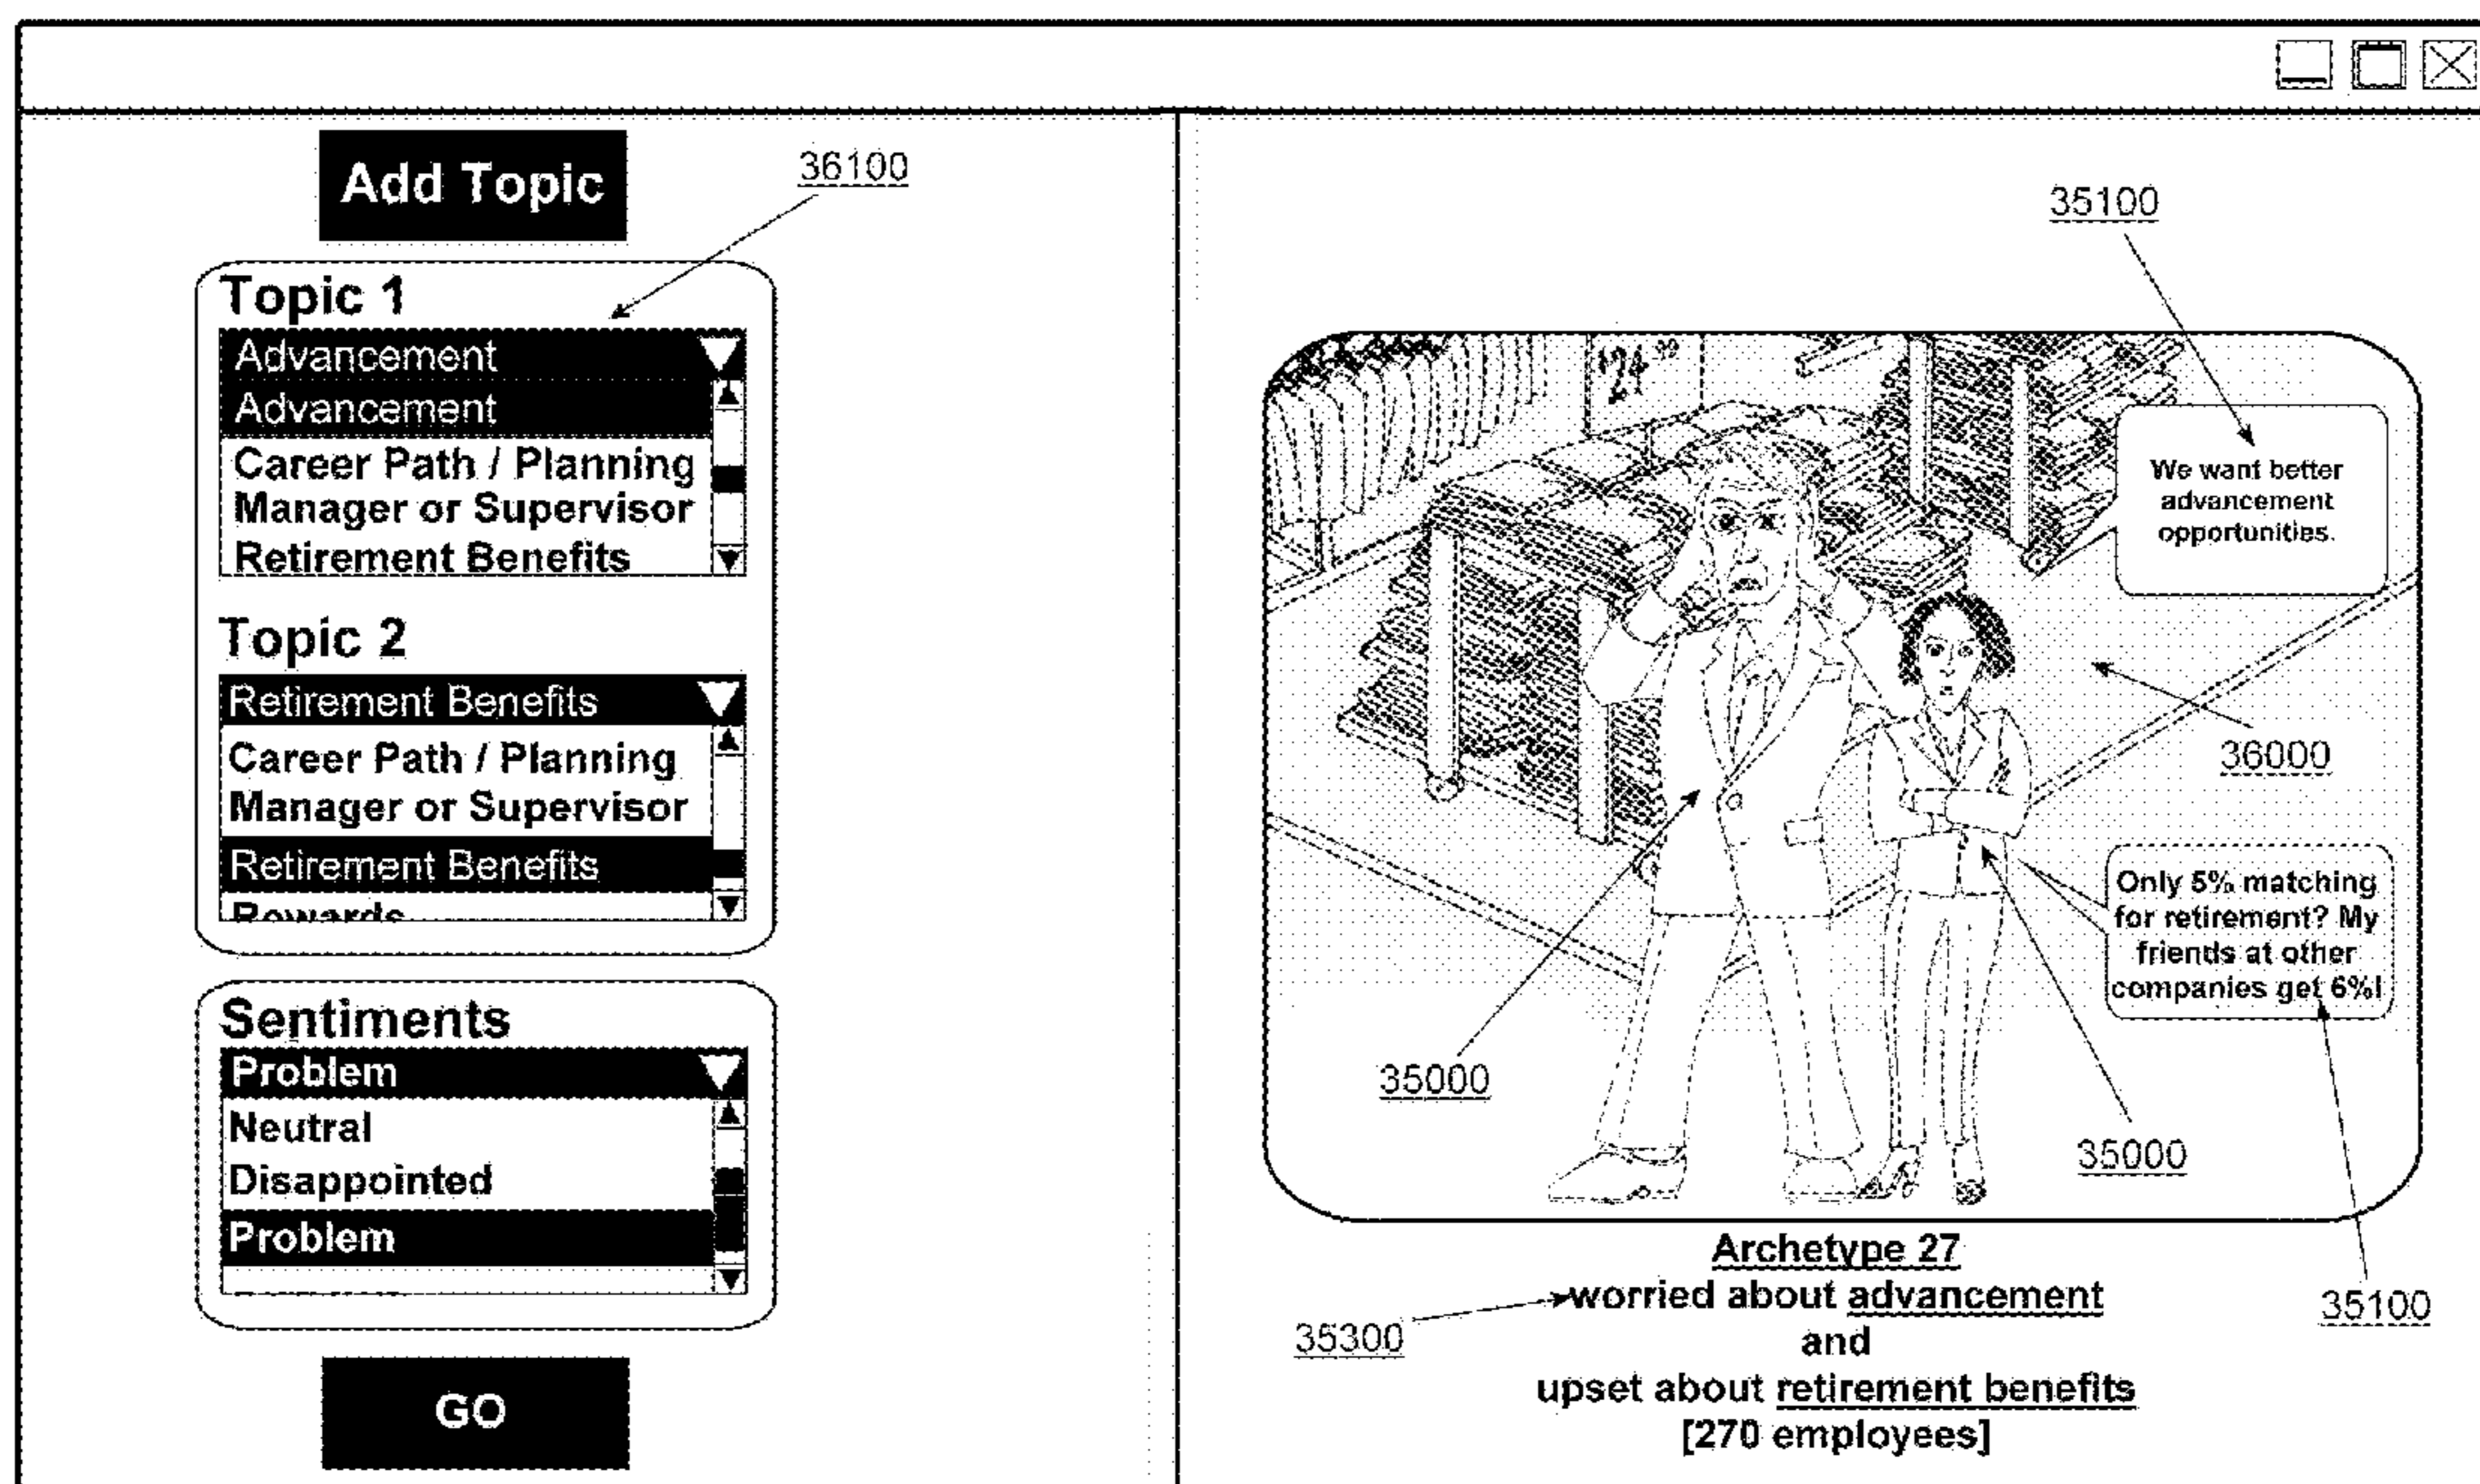 Add Topic
36100
Topic 1
Advancement
Advancement
Career Path / Planning
Manager or Supervisor
Retirement Benefits
Topic 2
Retirement Benefits
Career Path / Planning
Manager or Supervisor
Retirement Benefits
Rewards
Sentiments
Problem
Neutral
Disappointed
Problem
GO
35100
$24.99
We want better
advancement
opportunities.
36000
Only 5% matching
for retirement? My
friends at other
companies get 6%!
35000
35000
35100
Archetype 27
worried about advancement
35300
and
upset about retirement benefits
[270 employees]